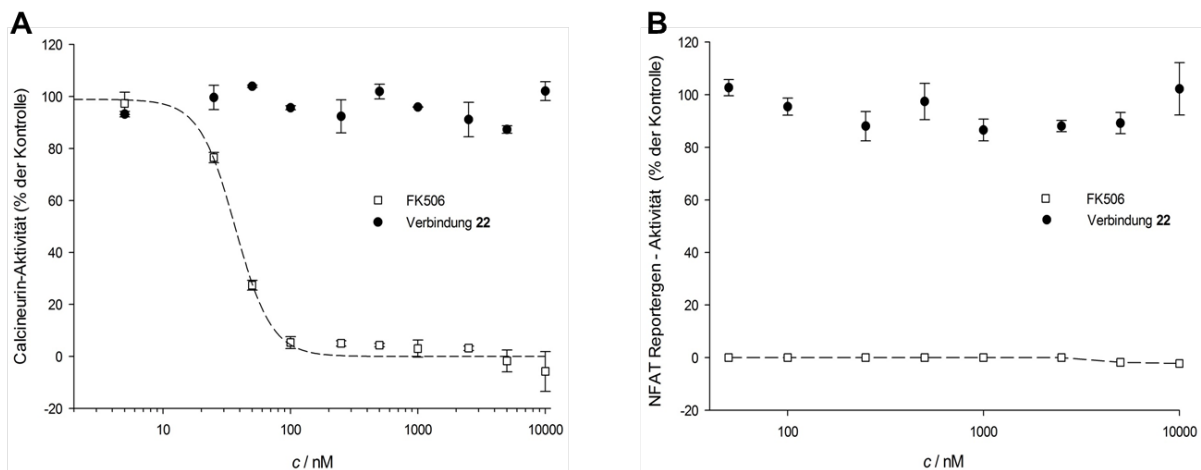 A
Calcineurin-Aktivität (% der Kontrolle)
120
100
80
60
40
20
0
-20
FK506
Verbindung 22
10
100
1000
10000
c / nM
B
NFAT Reportergen - Aktivität (% der Kontrolle)
120
100
80
60
40
20
0
-20
FK506
Verbindung 22
100
1000
10000
c / nM